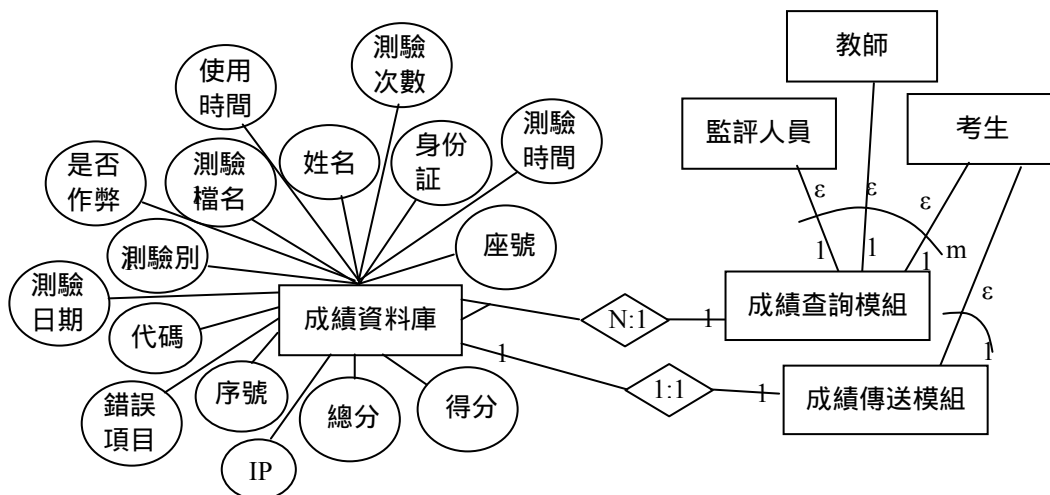 教師
測驗
次數
使用
時間
監評人員
考生
測驗
時間
姓名
身份
証
是否
作弊
測驗
檔名
ε
ε
ε
座號
測驗別
1
1
1
m
測驗
日期
成績資料庫
N:1
1
成績查詢模組
ε
代碼
1
1
序號
1:1
1
成績傳送模組
錯誤
項目
總分
得分
IP